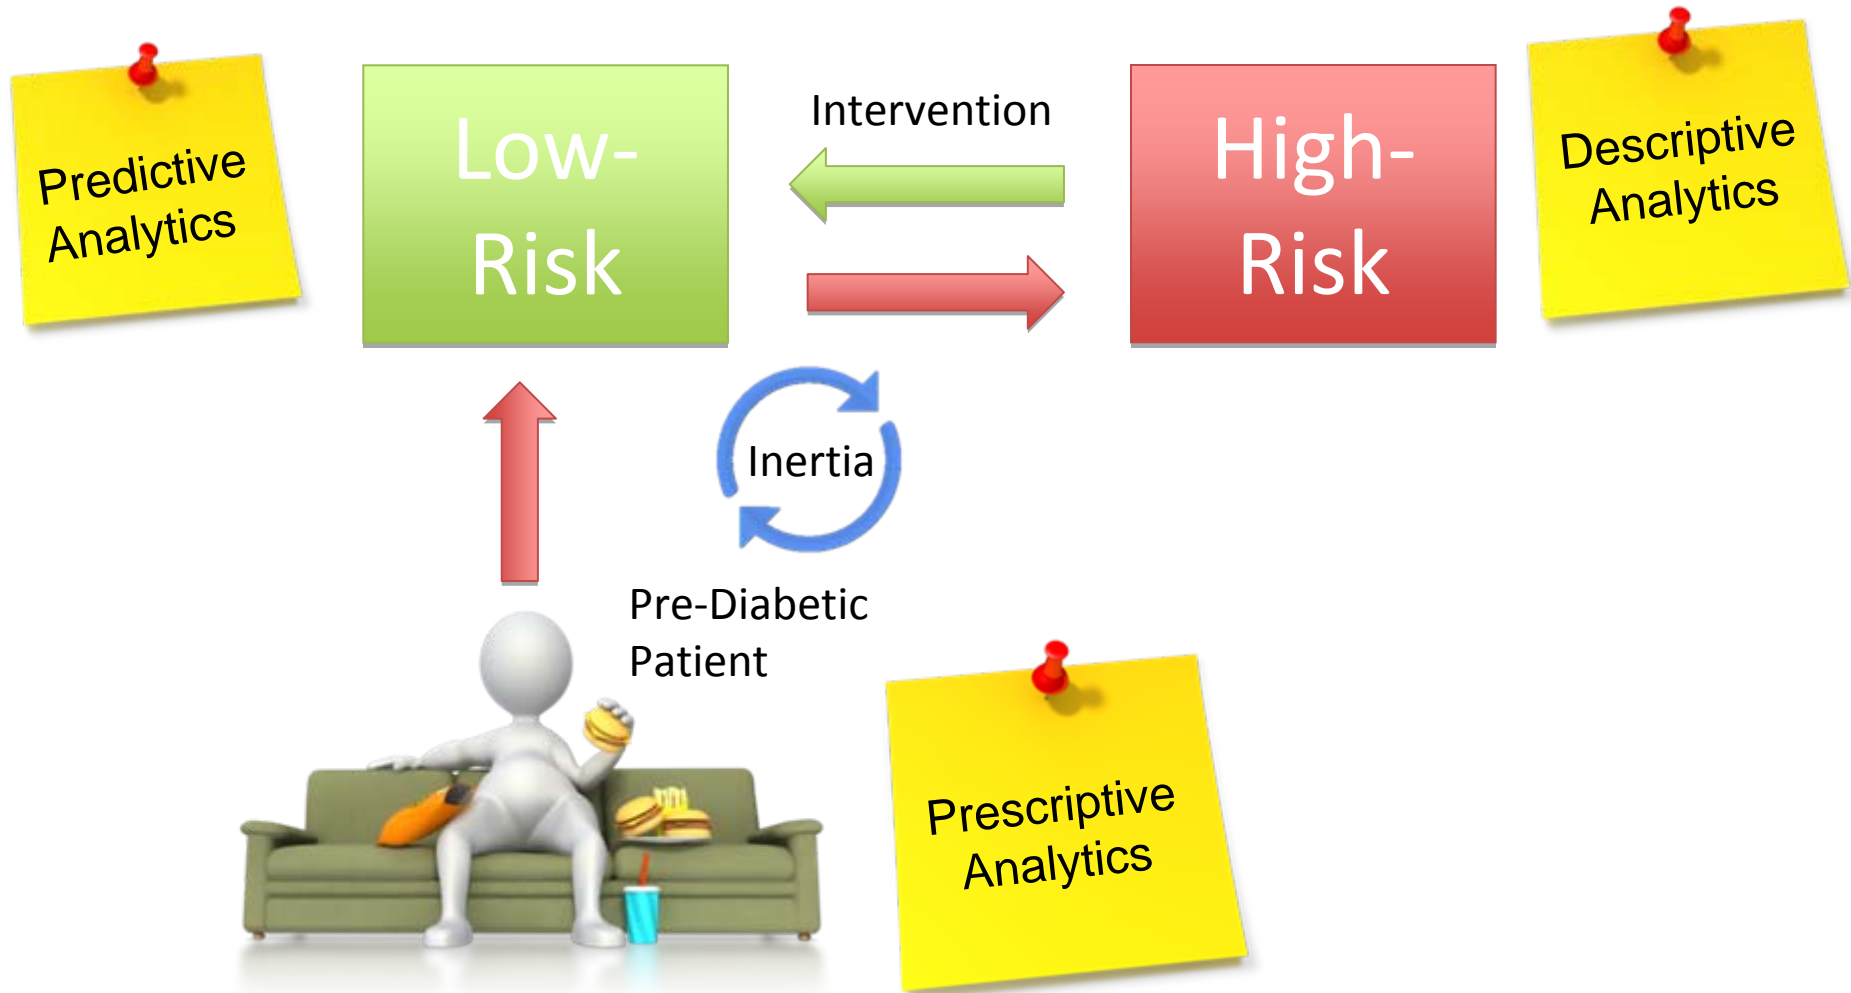 Predictive
Analytics
Low-
Risk
Intervention
High-
Risk
Descriptive
Analytics
Inertia
Pre-Diabetic
Patient
Prescriptive
Analytics